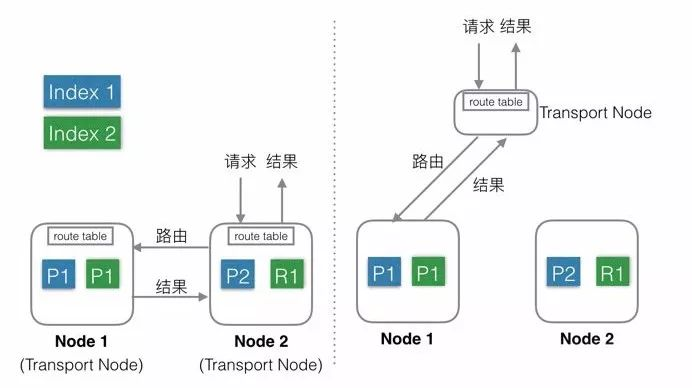 Index 1
Index 2
请求 结果
route table
路由
route table
P1 P1
结果
P2 R1
Node 1
(Transport Node)
Node 2
(Transport Node)
请求 结果
route table
Transport Node
路由
结果
P1 P1
P2 R1
Node 1
Node 2